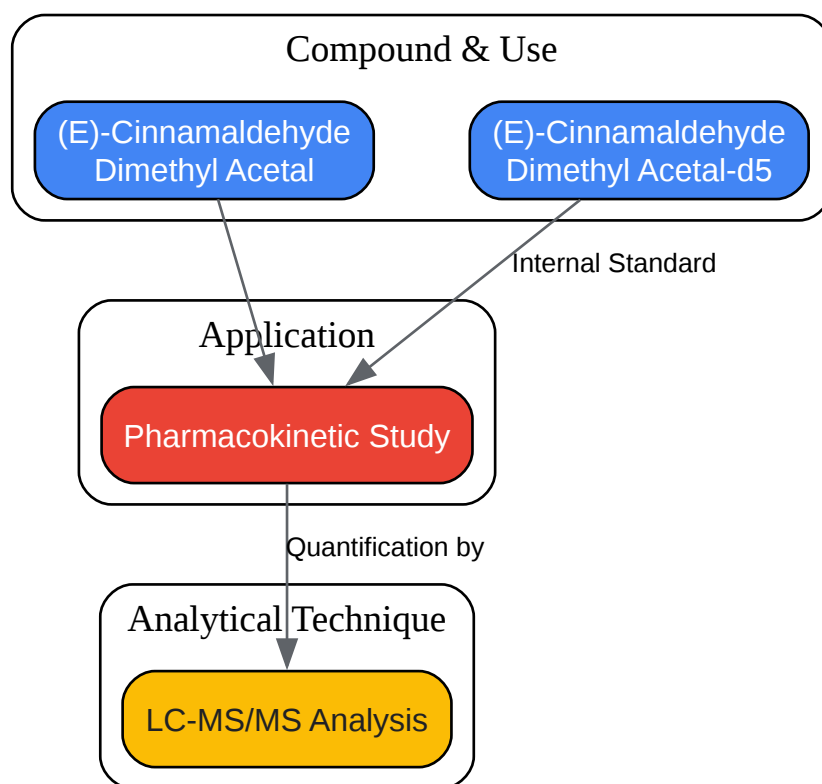 Compound & Use
(E)-Cinnamaldehyde
Dimethyl Acetal
(E)-Cinnamaldehyde
Dimethyl Acetal-d5
Internal Standard
Application
Pharmacokinetic Study
Quantification by
Analytical Technique
LC-MS/MS Analysis